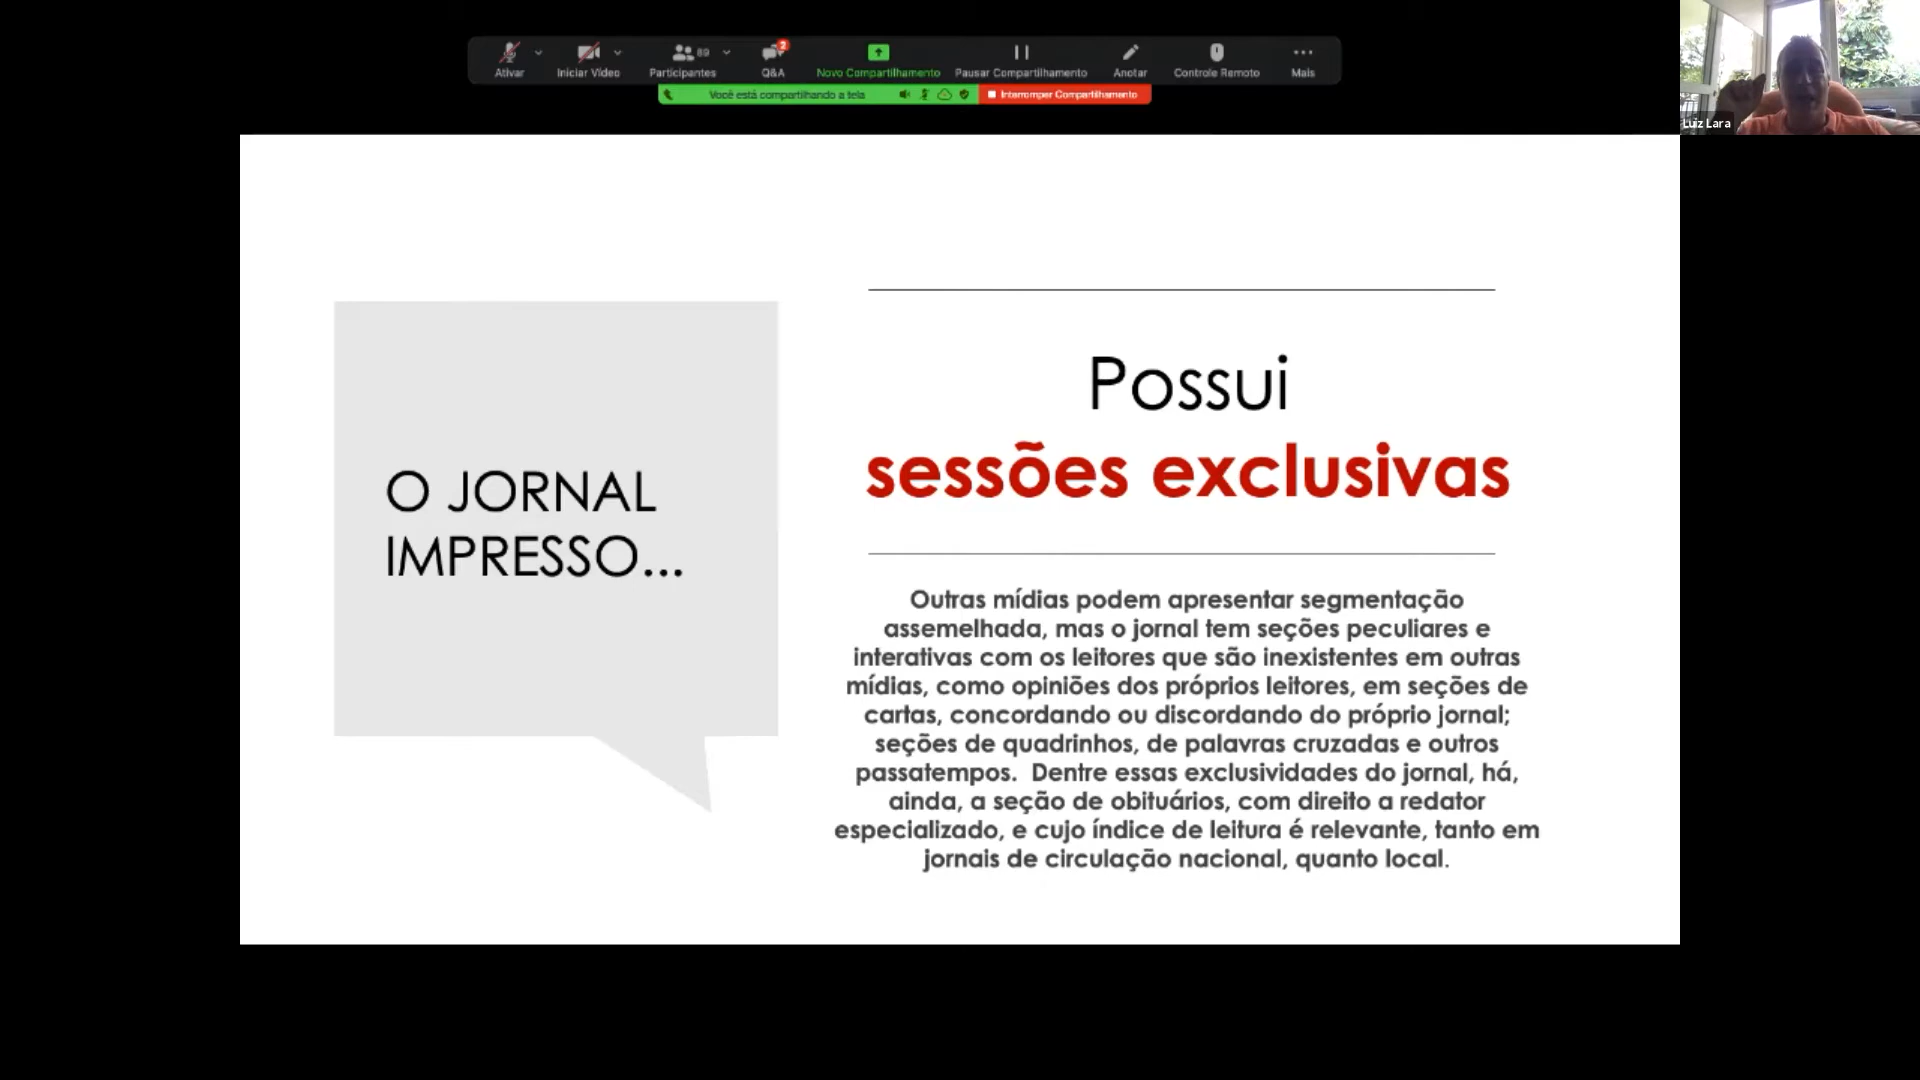 Ativar
Iniciar Vídeo
Participantes
89
Q&A
2
Novo Compartilhamento
Pausar Compartilhamento
Anotar
Controle Remoto
Mais
Você está compartilhando a tela
Interromper Compartilhamento
Luiz Lara
O JORNAL
IMPRESSO...
Possui
sessões exclusivas
Outras mídias podem apresentar segmentação
assemelhada, mas o jornal tem seções peculiares e
interativas com os leitores que são inexistentes em outras
mídias, como opiniões dos próprios leitores, em seções de
cartas, concordando ou discordando do próprio jornal;
seções de quadrinhos, de palavras cruzadas e outros
passatempos.  Dentre essas exclusividades do jornal, há,
ainda, a seção de obituários, com direito a redator
especializado, e cujo índice de leitura é relevante, tanto em
jornais de circulação nacional, quanto local.